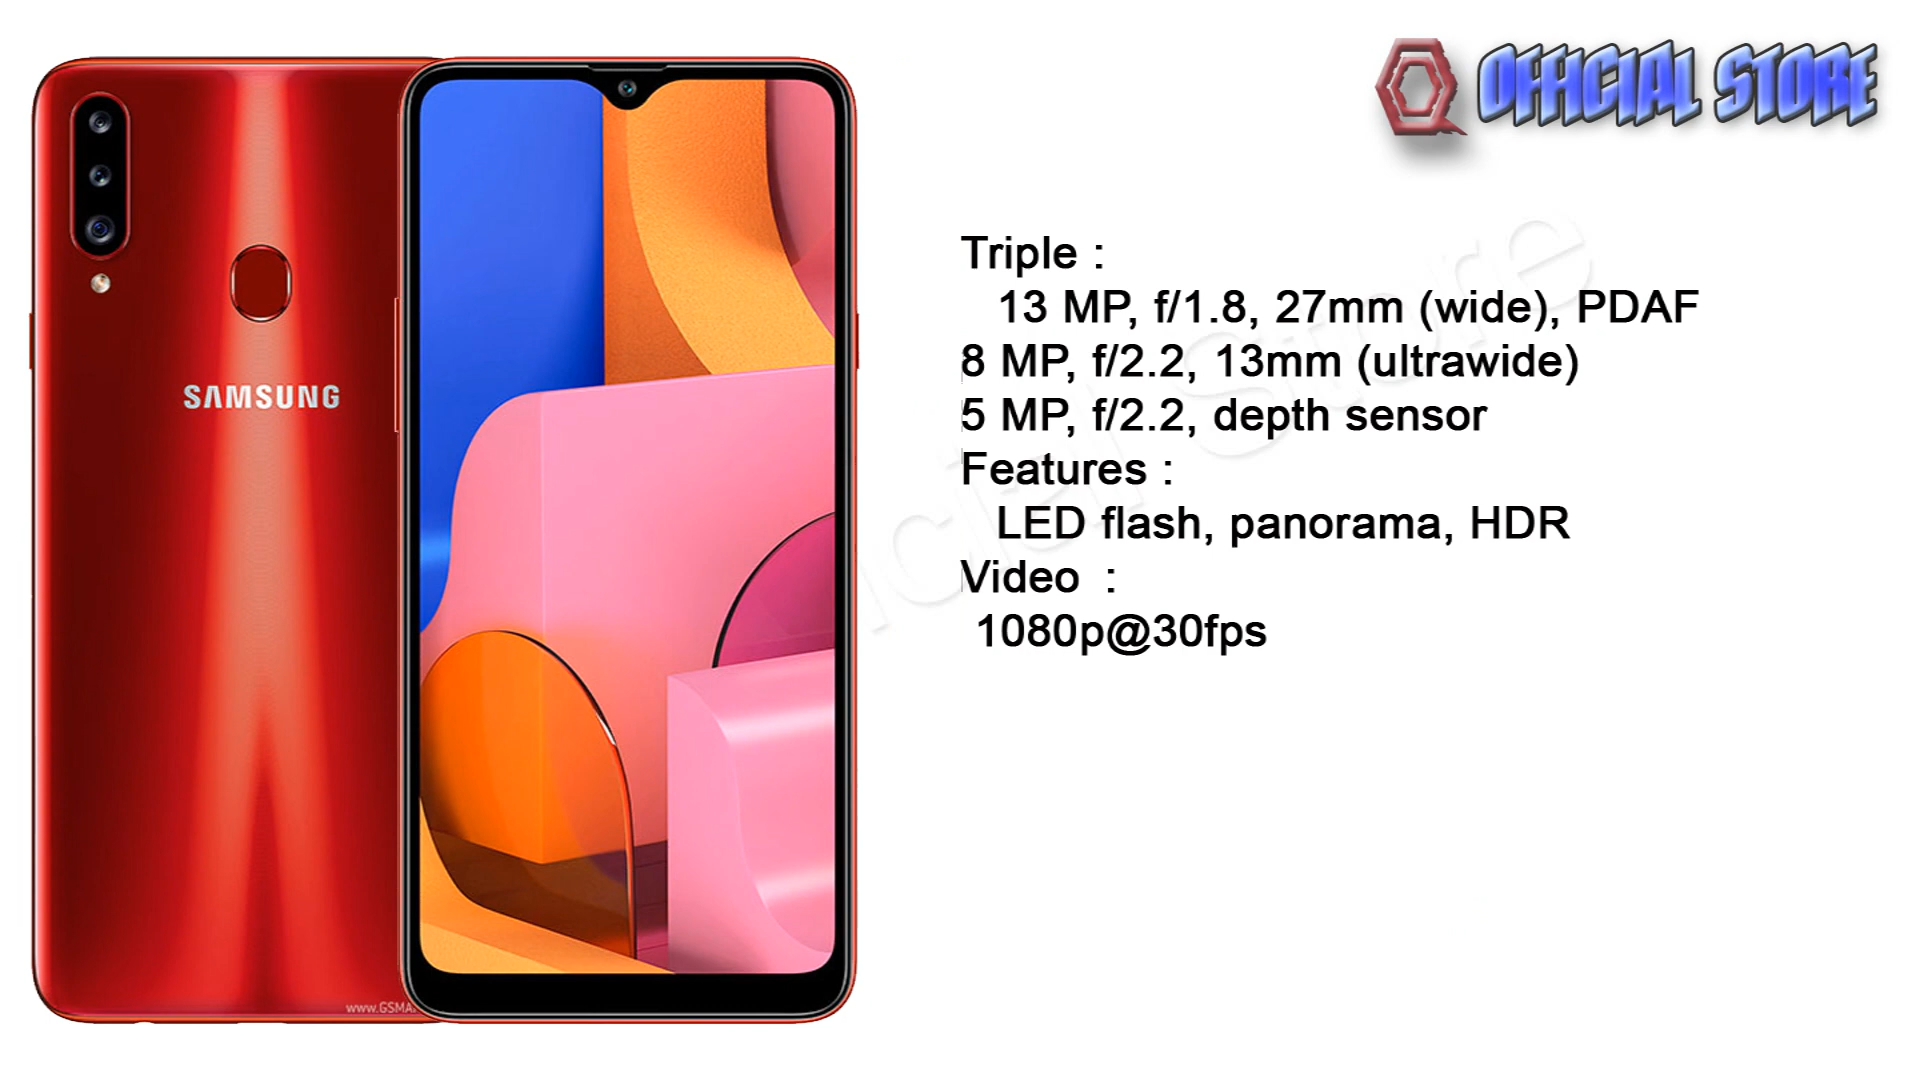 OFFICIAL STORE
SAMSUNG
Triple :
13 MP, f/1.8, 27mm (wide), PDAF
8 MP, f/2.2, 13mm (ultrawide)
5 MP, f/2.2, depth sensor
Features :
LED flash, panorama, HDR
Video :
1080p@30fps
Store